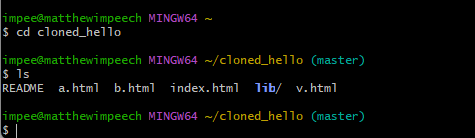 impee@matthewimpeech MINGW64 ~
$ cd cloned_hello
impee@matthewimpeech MINGW64 ~/cloned_hello (master)
$ ls
README  a.html  b.html  index.html  lib/  v.html
impee@matthewimpeech MINGW64 ~/cloned_hello (master)
$